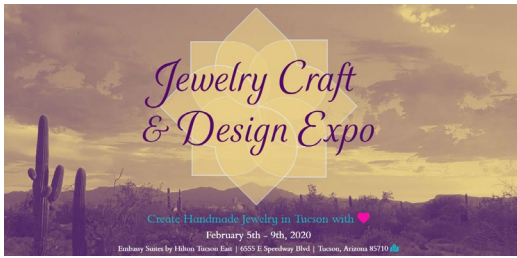 Jewelry Craft
& Design Expo
Create Handmade Jewelry in Tucson with
February 5th - 9th, 2020
Embassy Suites by Hilton Tucson East | 6555 E Speedway Blvd | Tucson, Arizona 85710